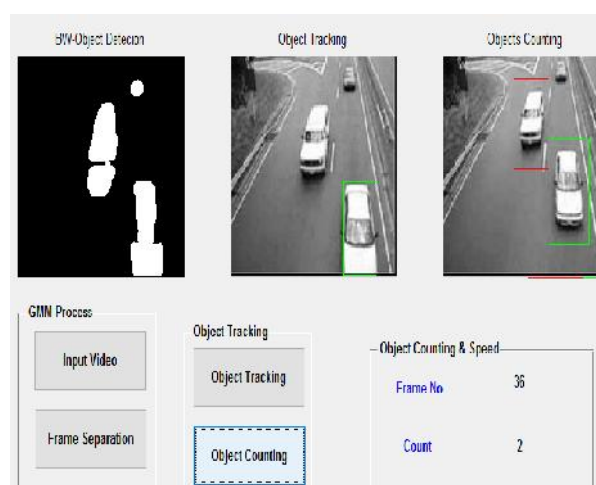 BW-Object Detecion
Object Tracking
Objects Counting
GMM Process
Input Video
Frame Separation
Object Tracking
Object Tracking
Object Counting
Object Counting & Speed
Frame No
36
Count
2